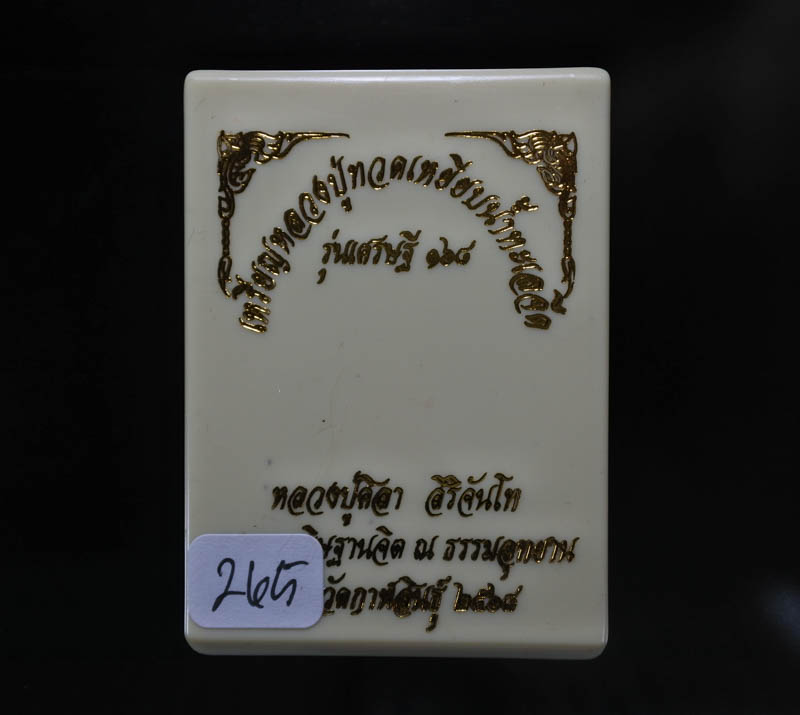 เหรียญหลวงปู่ทวดเหยียบน้ำทะเลจืด
รุ่นเศรษฐี ๑๖๘
หลวงปู่ศิลา สิริจันโท
ษฐานจิต ณ ธรรมอุทยาน
วัดกาฬสินธุ์ ๒๕๖๘
265